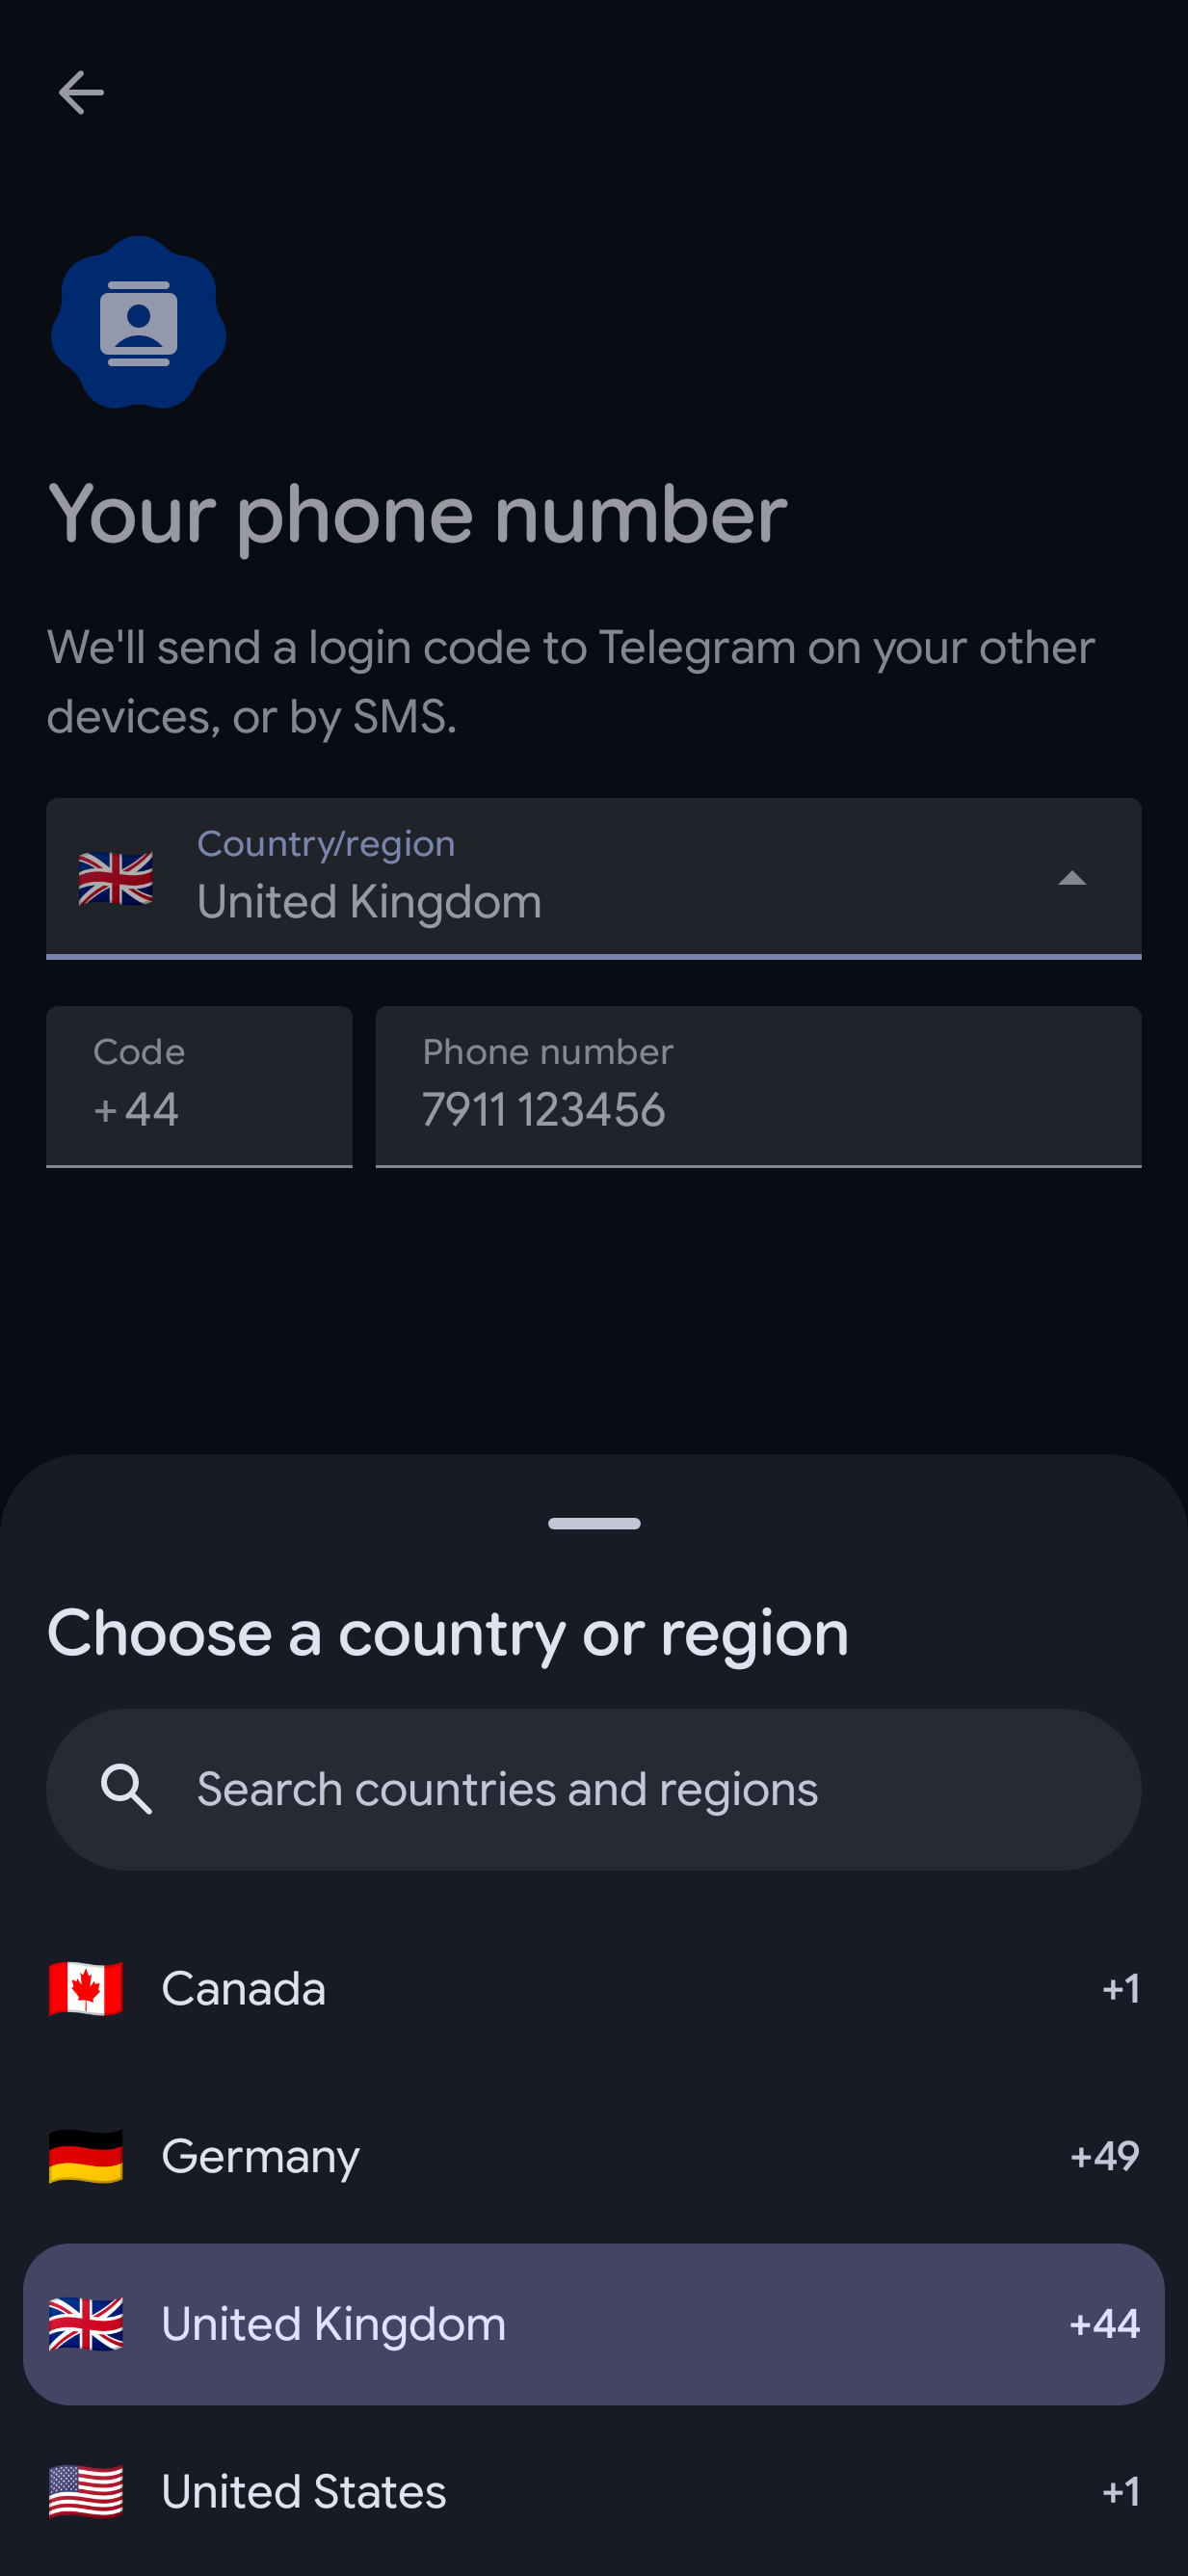 Your phone number
We'll send a login code to Telegram on your other
devices, or by SMS.
Country/region
United Kingdom
Code
+ 44
Phone number
7911 123456
Choose a country or region
Search countries and regions
Canada +1
Germany +49
United Kingdom +44
United States +1